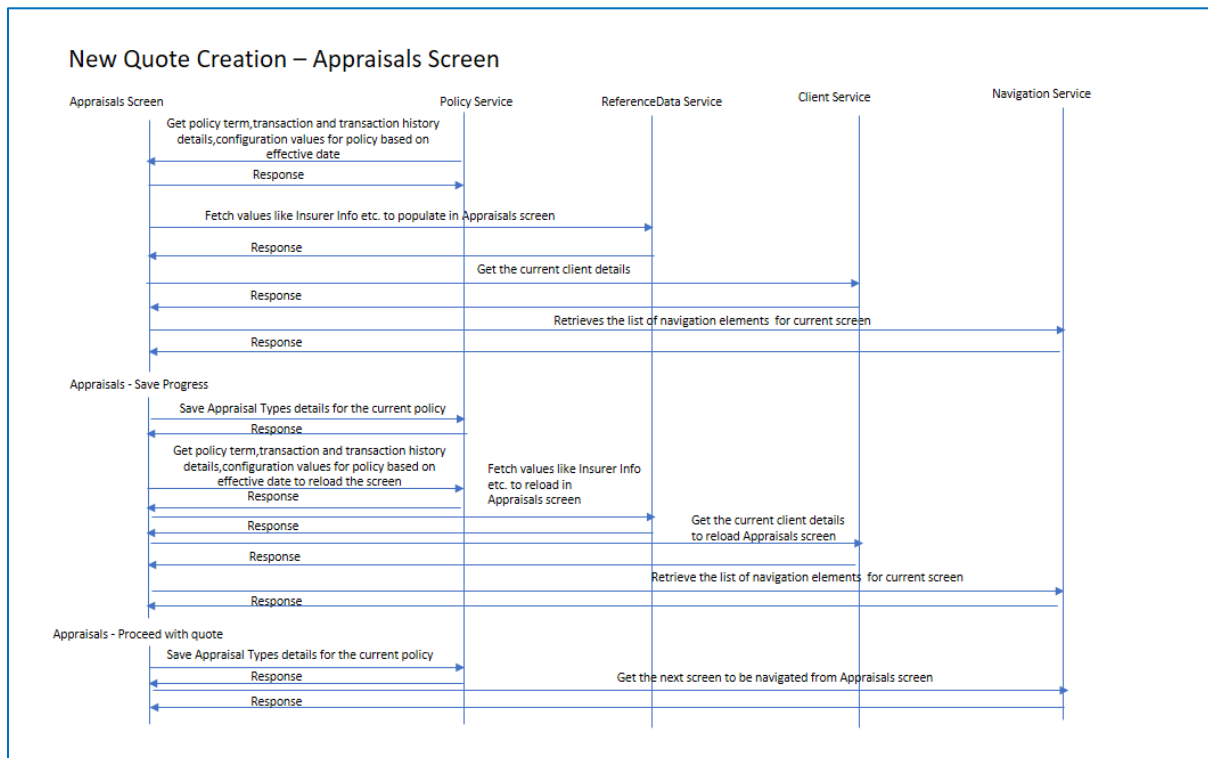 New Quote Creation – Appraisals Screen
Appraisals Screen
Policy Service
ReferenceData Service
Client Service
Navigation Service
Get policy term,transaction and transaction history
details,configuration values for policy based on
effective date
Response
Fetch values like Insurer Info etc. to populate in Appraisals screen
Response
Get the current client details
Response
Retrieves the list of navigation elements for current screen
Response
Appraisals - Save Progress
Save Appraisal Types details for the current policy
Response
Get policy term,transaction and transaction history
details,configuration values for policy based on
effective date to reload the screen
Response
Fetch values like Insurer Info
etc. to reload in
Appraisals screen
Response
Get the current client details
to reload Appraisals screen
Response
Retrieve the list of navigation elements for current screen
Response
Appraisals - Proceed with quote
Save Appraisal Types details for the current policy
Response
Get the next screen to be navigated from Appraisals screen
Response